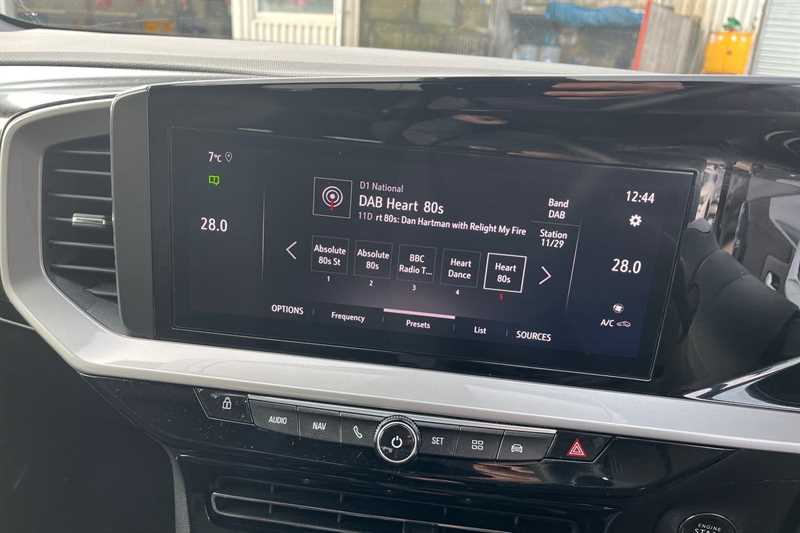 7°C
12:44
D1 National
DAB Heart 80s
11D rt 80s: Dan Hartman with Relight My Fire
Band
DAB
Station
11/29
28.0
28.0
Absolute
80s St
1
Absolute
80s
2
BBC
Radio T...
3
Heart
Dance
4
Heart
80s
5
A/C
OPTIONS
Frequency
Presets
List
SOURCES
AUDIO
NAV
SET
ENGINE